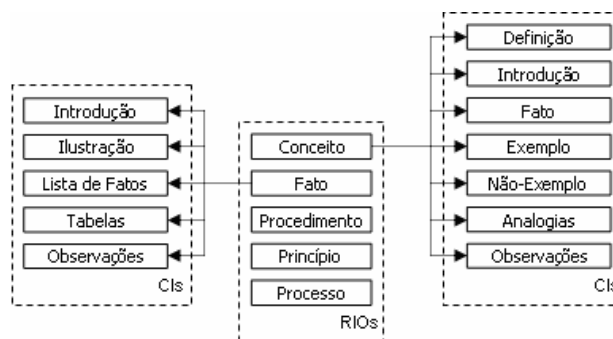 Introdução
Ilustração
Lista de Fatos
Tabelas
Observações
CIs
Conceito
Fato
Procedimento
Princípio
Processo
RIOs
Definição
Introdução
Fato
Exemplo
Não-Exemplo
Analogias
Observações
CIs